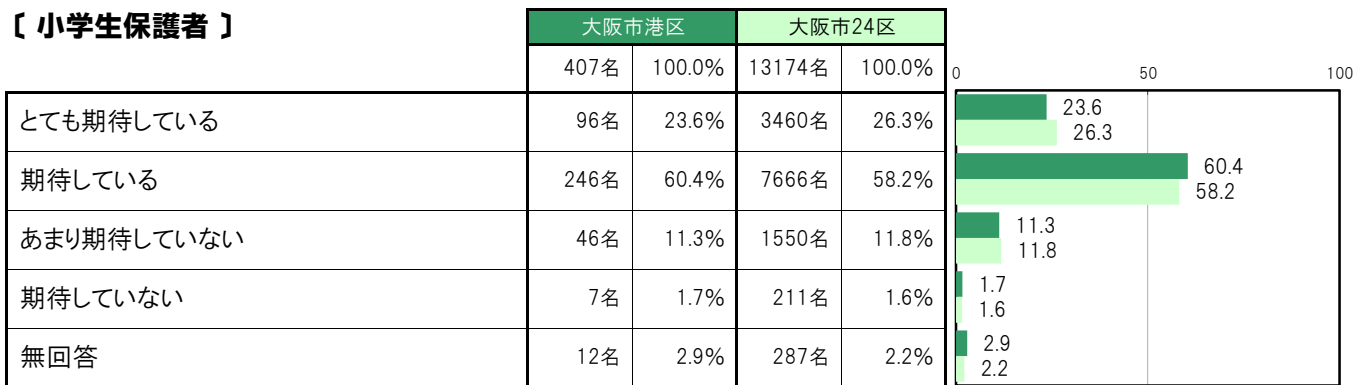 〔 小学生保護者 〕
大阪市港区 大阪市24区
407名 100.0% 13174名 100.0%
0 50 100
とても期待している 96名 23.6% 3460名 26.3%
23.6
26.3
期待している 246名 60.4% 7666名 58.2%
60.4
58.2
あまり期待していない 46名 11.3% 1550名 11.8%
11.3
11.8
期待していない 7名 1.7% 211名 1.6%
1.7
1.6
無回答 12名 2.9% 287名 2.2%
2.9
2.2